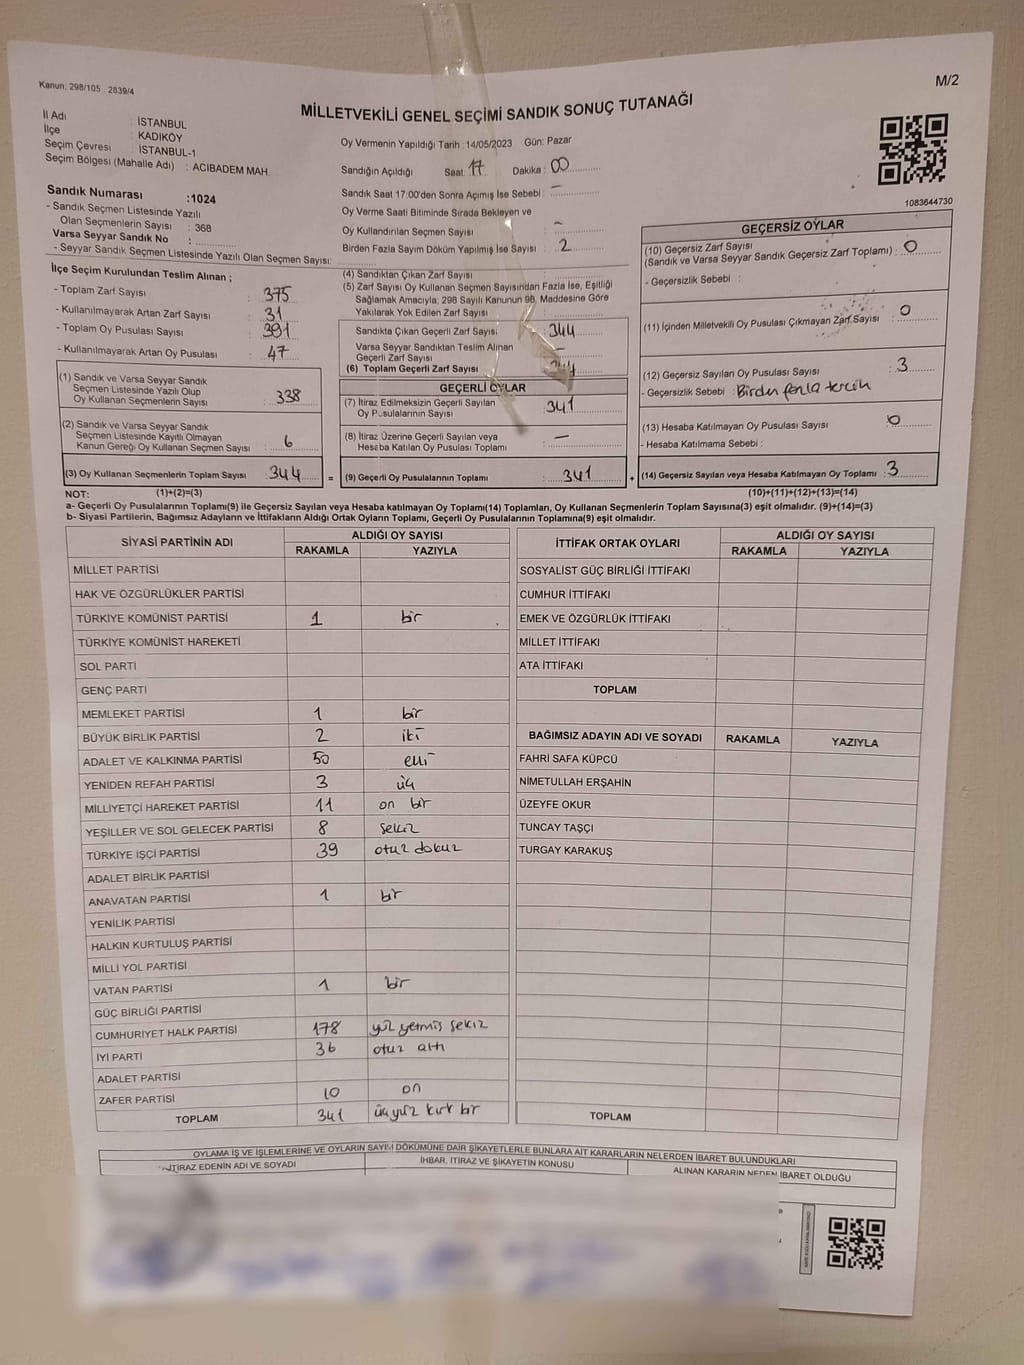 Kanun: 298/105 . 2839/4
M/2
MİLLETVEKİLİ GENEL SEÇİMİ SANDIK SONUÇ TUTANAĞI
İl Adı : İSTANBUL
İlçe : KADIKÖY
Seçim Çevresi : İSTANBUL-1
Seçim Bölgesi (Mahalle Adı) : ACIBADEM MAH.
Oy Vermenin Yapıldığı Tarih :14/05/2023 Gün: Pazar
Sandığın Açıldığı Saat: 17 Dakika : 00
Sandık Saat 17:00'den Sonra Açımış İse Sebebi : –
Oy Verme Saati Bitiminde Sırada Bekleyen ve
Oy Kullandırılan Seçmen Sayısı : –
Birden Fazla Sayım Döküm Yapılmış İse Sayısı : 2
1083644730
Sandık Numarası :1024
- Sandık Seçmen Listesinde Yazılı
Olan Seçmenlerin Sayısı : 368
Varsa Seyyar Sandık No :
- Seyyar Sandık Seçmen Listesinde Yazılı Olan Seçmen Sayısı:
İlçe Seçim Kurulundan Teslim Alınan ;
- Toplam Zarf Sayısı : 375
- Kullanılmayarak Artan Zarf Sayısı : 31
- Toplam Oy Pusulası Sayısı : 391
- Kullanılmayarak Artan Oy Pusulası : 47
(1) Sandık ve Varsa Seyyar Sandık
Seçmen Listesinde Yazılı Olup
Oy Kullanan Seçmenlerin Sayısı : 338
(2) Sandık ve Varsa Seyyar Sandık
Seçmen Listesinde Kayıtlı Olmayan
Kanun Gereği Oy Kullanan Seçmen Sayısı : 6
(3) Oy Kullanan Seçmenlerin Toplam Sayısı : 344
(4) Sandıktan Çıkan Zarf Sayısı :
(5) Zarf Sayısı Oy Kullanan Seçmen Sayısından Fazla İse, Eşitliği
Sağlamak Amacıyla, 298 Sayılı Kanunun 98. Maddesine Göre
Yakılarak Yok Edilen Zarf Sayısı :
Sandıkta Çıkan Geçerli Zarf Sayısı : 344
Varsa Seyyar Sandıktan Teslim Alınan
Geçerli Zarf Sayısı : –
(6) Toplam Geçerli Zarf Sayısı
GEÇERLİ OYLAR
(7) İtiraz Edilmeksizin Geçerli Sayılan
Oy Pusulalarının Sayısı : 341
(8) İtiraz Üzerine Geçerli Sayılan veya
Hesaba Katılan Oy Pusulası Toplamı : –
= (9) Geçerli Oy Pusulalarının Toplamı : 341
GEÇERSİZ OYLAR
(10) Geçersiz Zarf Sayısı
(Sandık ve Varsa Seyyar Sandık Geçersiz Zarf Toplamı) : 0
- Geçersizlik Sebebi :
(11) İçinden Milletvekili Oy Pusulası Çıkmayan Zarf Sayısı : 0
(12) Geçersiz Sayılan Oy Pusulası Sayısı : 3
- Geçersizlik Sebebi : Birden fazla tercih
(13) Hesaba Katılmayan Oy Pusulası Sayısı : 0
- Hesaba Katılmama Sebebi :
+ (14) Geçersiz Sayılan veya Hesaba Katılmayan Oy Toplamı : 3
NOT: (1)+(2)=(3) (10)+(11)+(12)+(13)=(14)
a- Geçerli Oy Pusulalarının Toplamı(9) ile Geçersiz Sayılan veya Hesaba katılmayan Oy Toplamı(14) Toplamları, Oy Kullanan Seçmenlerin Toplam Sayısına(3) eşit olmalıdır. (9)+(14)=(3)
b- Siyasi Partilerin, Bağımsız Adayların ve İttifakların Aldığı Ortak Oyların Toplamı, Geçerli Oy Pusulalarının Toplamına(9) eşit olmalıdır.
SİYASİ PARTİNİN ADI ALDIĞI OY SAYISI
RAKAMLA YAZIYLA
MİLLET PARTİSİ
HAK VE ÖZGÜRLÜKLER PARTİSİ
TÜRKİYE KOMÜNİST PARTİSİ 1 bir
TÜRKİYE KOMÜNİST HAREKETİ
SOL PARTİ
GENÇ PARTİ
MEMLEKET PARTİSİ 1 bir
BÜYÜK BİRLİK PARTİSİ 2 iki
ADALET VE KALKINMA PARTİSİ 50 elli
YENİDEN REFAH PARTİSİ 3 üç
MİLLİYETÇİ HAREKET PARTİSİ 11 on bir
YEŞİLLER VE SOL GELECEK PARTİSİ 8 sekiz
TÜRKİYE İŞÇİ PARTİSİ 39 otuz dokuz
ADALET BİRLİK PARTİSİ
ANAVATAN PARTİSİ 1 bir
YENİLİK PARTİSİ
HALKIN KURTULUŞ PARTİSİ
MİLLİ YOL PARTİSİ
VATAN PARTİSİ 1 bir
GÜÇ BİRLİĞİ PARTİSİ
CUMHURİYET HALK PARTİSİ 178 yüz yetmiş sekiz
İYİ PARTİ 36 otuz altı
ADALET PARTİSİ
ZAFER PARTİSİ 10 on
TOPLAM 341 üçyüz kırk bir
İTTİFAK ORTAK OYLARI ALDIĞI OY SAYISI
RAKAMLA YAZIYLA
SOSYALİST GÜÇ BİRLİĞİ İTTİFAKI
CUMHUR İTTİFAKI
EMEK VE ÖZGÜRLÜK İTTİFAKI
MİLLET İTTİFAKI
ATA İTTİFAKI
TOPLAM
BAĞIMSIZ ADAYIN ADI VE SOYADI RAKAMLA YAZIYLA
FAHRİ SAFA KÜPCÜ
NİMETULLAH ERŞAHİN
ÜZEYFE OKUR
TUNCAY TAŞÇI
TURGAY KARAKUŞ
TOPLAM
OYLAMA İŞ VE İŞLEMLERİNE VE OYLARIN SAYIM DÖKÜMÜNE DAİR ŞİKAYETLERLE BUNLARA AİT KARARLARIN NELERDEN İBARET BULUNDUKLARI
İTİRAZ EDENİN ADI VE SOYADI İHBAR, İTİRAZ VE ŞİKAYETİN KONUSU ALINAN KARARIN NEDEN İBARET OLDUĞU